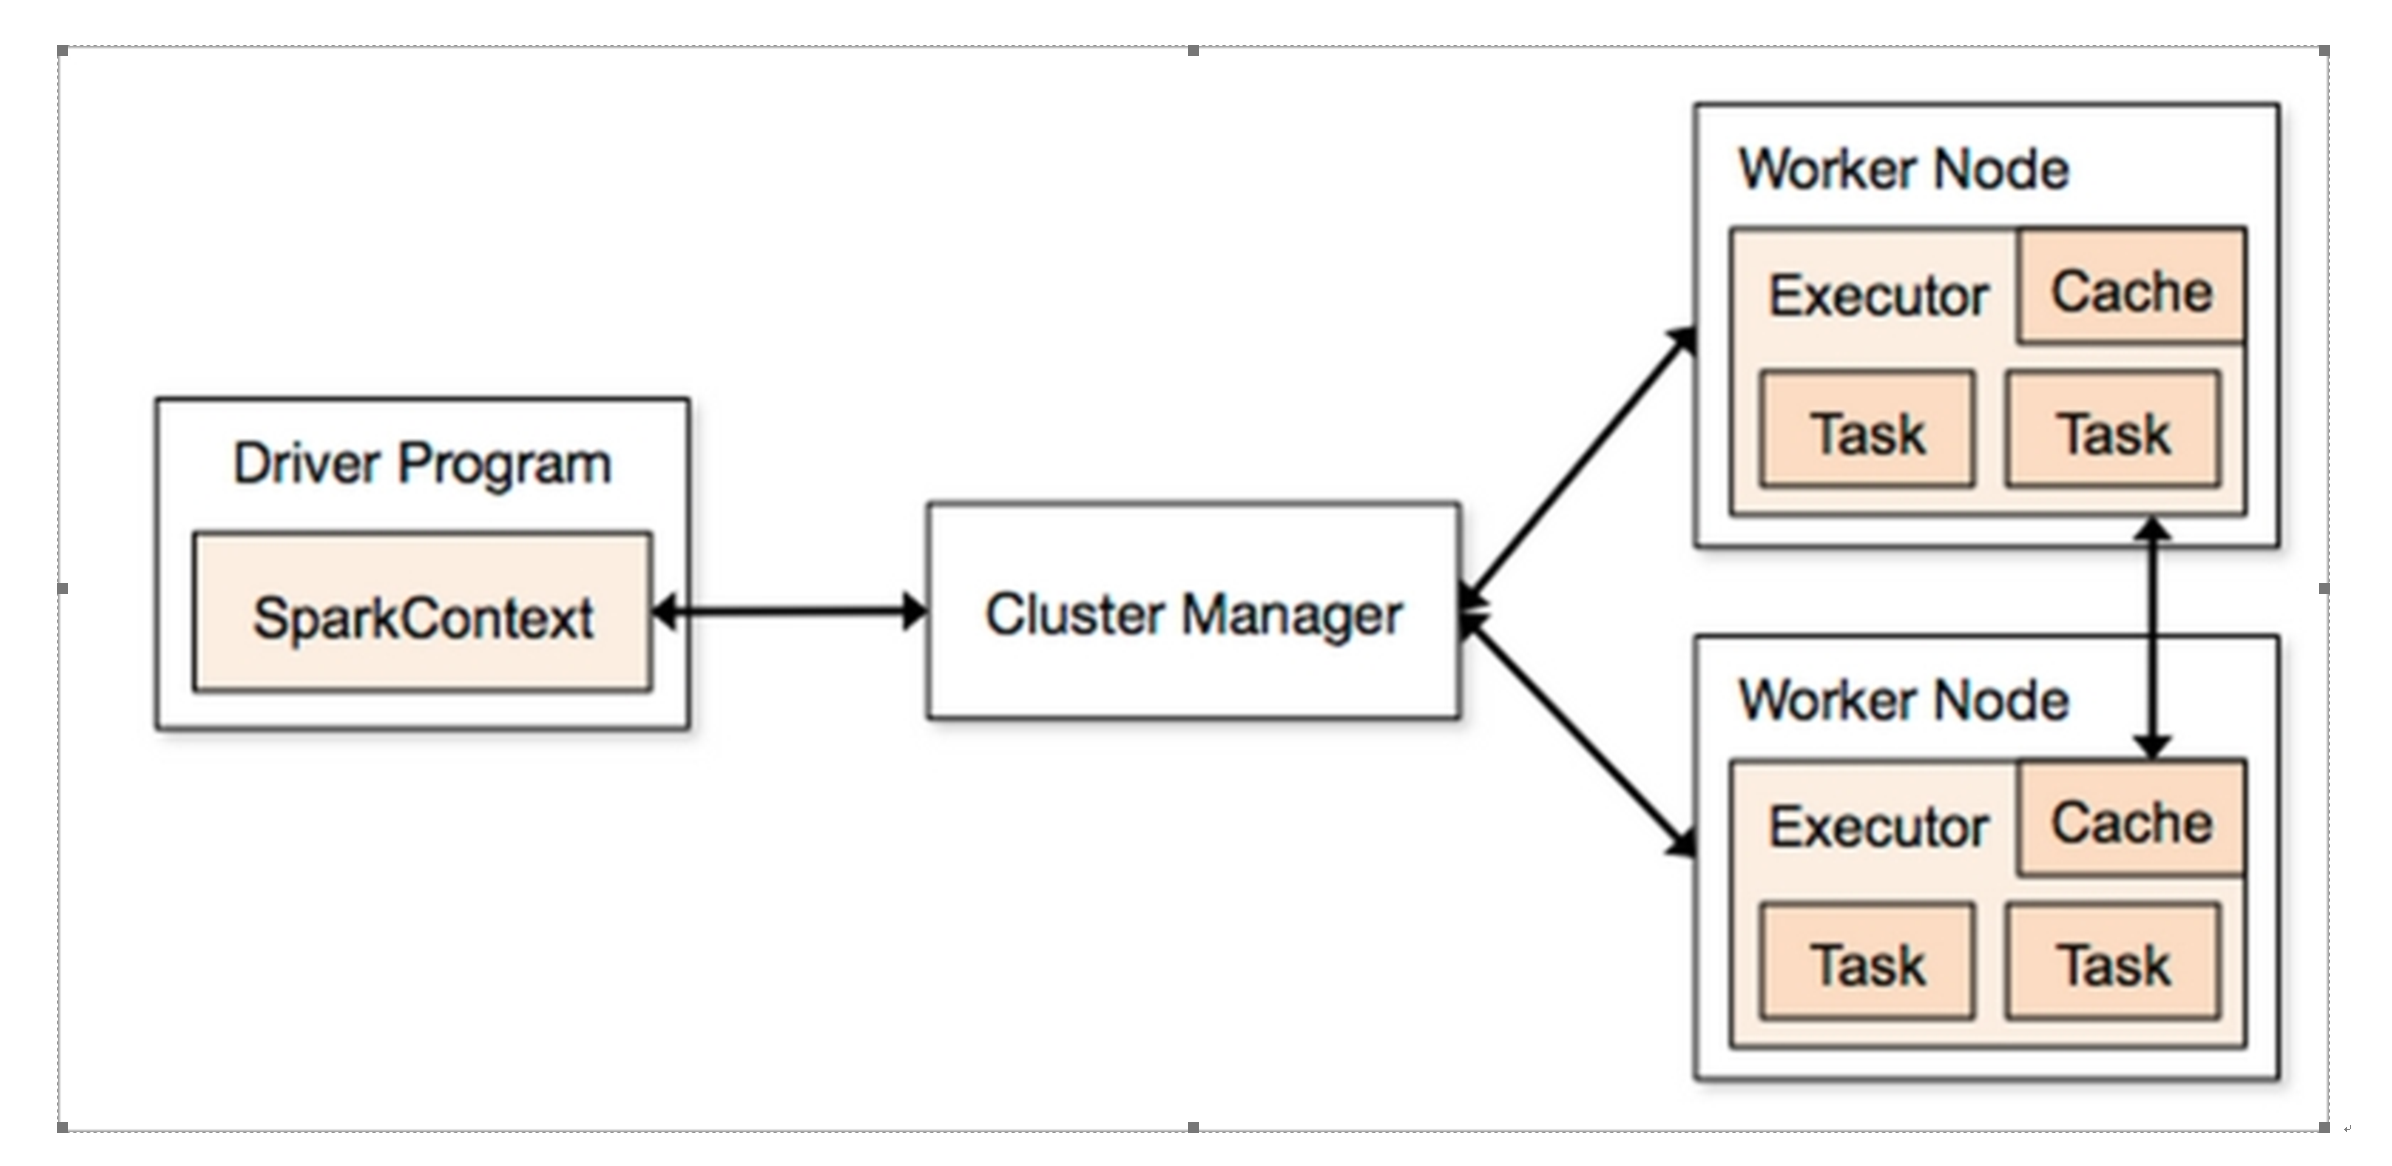 Driver Program
SparkContext
Cluster Manager
Worker Node
Executor
Cache
Task
Task
Worker Node
Executor
Cache
Task
Task